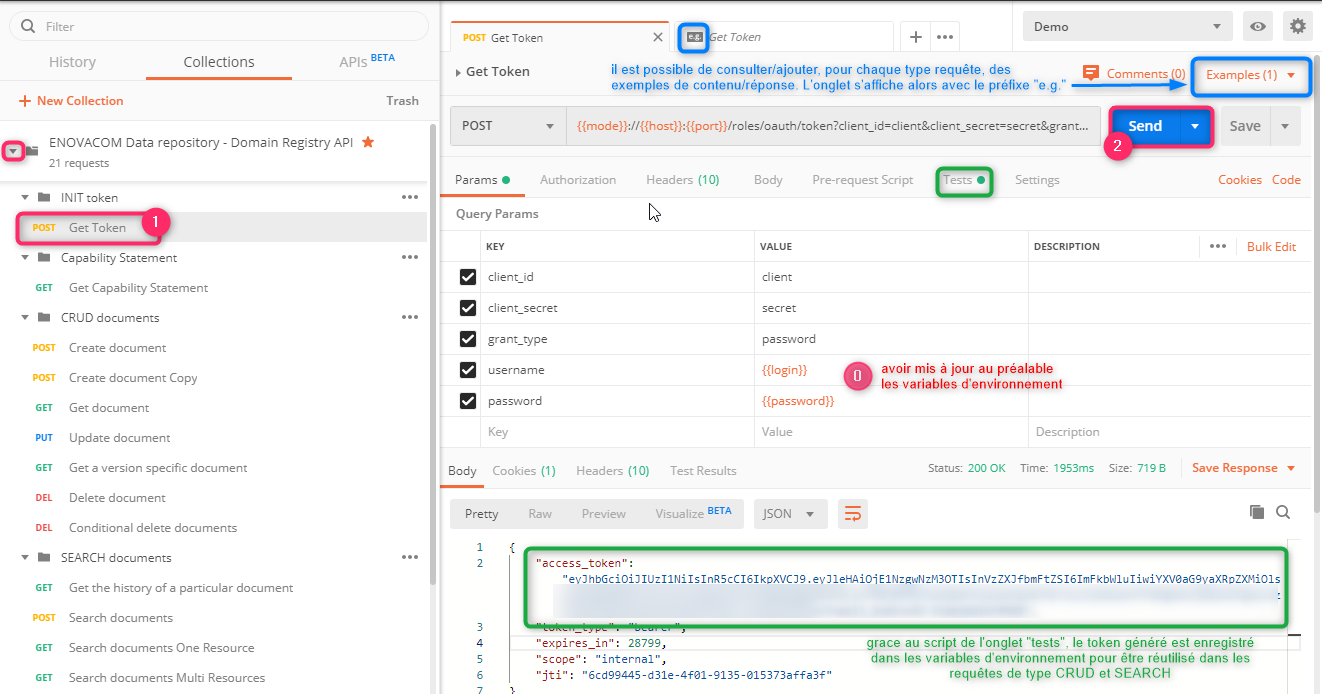 Filter
History Collections APIs BETA
+ New Collection Trash
ENOVACOM Data repository - Domain Registry API
21 requests
INIT token
POST Get Token 1
Capability Statement
GET Get Capability Statement
CRUD documents
POST Create document
POST Create document Copy
GET Get document
PUT Update document
GET Get a version specific document
DEL Delete document
DEL Conditional delete documents
SEARCH documents
GET Get the history of a particular document
POST Search documents
GET Search documents One Resource
GET Search documents Multi Resources
POST Get Token e.g. Get Token
Demo
Get Token
il est possible de consulter/ajouter, pour chaque type requête, des
exemples de contenu/réponse. L'onglet s'affiche alors avec le préfixe "e.g."
Comments (0) Examples (1)
POST {{mode}}://{{host}}:{{port}}/roles/oauth/token?client_id=client&client_secret=secret&grant...
Send Save
2
Params Authorization Headers (10) Body Pre-request Script Tests Settings Cookies Code
Query Params
KEY VALUE DESCRIPTION Bulk Edit
client_id client
client_secret secret
grant_type password
username {{login}}
password {{password}}
0 avoir mis à jour au préalable
les variables d'environnement
Key Value Description
Body Cookies (1) Headers (10) Test Results Status: 200 OK Time: 1953ms Size: 719 B Save Response
Pretty Raw Preview Visualize BETA JSON
1 {
2 "access_token":
"eyJhbGciOiJIUzI1NiIsInR5cCI6IkpXVCJ9.eyJleHAiOjE1NzgwNzM3OTIsInVzZXJfbmFtZSI6ImFkbWluIiwiYXV0aG9yaXRpZXMiOls
3 "token_type": "bearer",
4 "expires_in": 28799,
5 "scope": "internal",
6 "jti": "6cd99445-d31e-4f01-9135-015373affa3f"
7 }
grace au script de l'onglet "tests", le token généré est enregistré
dans les variables d'environnement pour être réutilisé dans les
requêtes de type CRUD et SEARCH